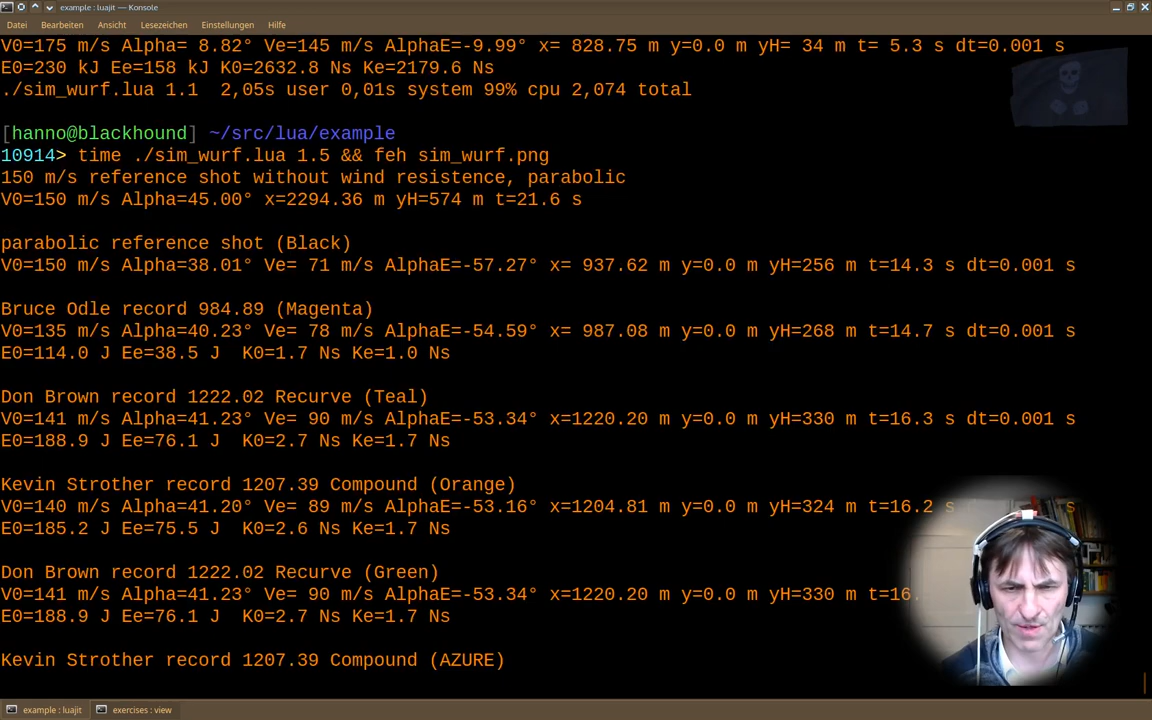 example : luajit — Konsole
Datei Bearbeiten Ansicht Lesezeichen Einstellungen Hilfe
V0=175 m/s Alpha= 8.82° Ve=145 m/s AlphaE=-9.99° x= 828.75 m y=0.0 m yH= 34 m t= 5.3 s dt=0.001 s
E0=230 kJ Ee=158 kJ K0=2632.8 Ns Ke=2179.6 Ns
./sim_wurf.lua 1.1  2,05s user 0,01s system 99% cpu 2,074 total
[hanno@blackhound] ~/src/lua/example
10914> time ./sim_wurf.lua 1.5 && feh sim_wurf.png
150 m/s reference shot without wind resistence, parabolic
V0=150 m/s Alpha=45.00° x=2294.36 m yH=574 m t=21.6 s
parabolic reference shot (Black)
V0=150 m/s Alpha=38.01° Ve= 71 m/s AlphaE=-57.27° x= 937.62 m y=0.0 m yH=256 m t=14.3 s dt=0.001 s
Bruce Odle record 984.89 (Magenta)
V0=135 m/s Alpha=40.23° Ve= 78 m/s AlphaE=-54.59° x= 987.08 m y=0.0 m yH=268 m t=14.7 s dt=0.001 s
E0=114.0 J Ee=38.5 J  K0=1.7 Ns Ke=1.0 Ns
Don Brown record 1222.02 Recurve (Teal)
V0=141 m/s Alpha=41.23° Ve= 90 m/s AlphaE=-53.34° x=1220.20 m y=0.0 m yH=330 m t=16.3 s dt=0.001 s
E0=188.9 J Ee=76.1 J  K0=2.7 Ns Ke=1.7 Ns
Kevin Strother record 1207.39 Compound (Orange)
V0=140 m/s Alpha=41.20° Ve= 89 m/s AlphaE=-53.16° x=1204.81 m y=0.0 m yH=324 m t=16.2 s s
E0=185.2 J Ee=75.5 J  K0=2.6 Ns Ke=1.7 Ns
Don Brown record 1222.02 Recurve (Green)
V0=141 m/s Alpha=41.23° Ve= 90 m/s AlphaE=-53.34° x=1220.20 m y=0.0 m yH=330 m t=16.
E0=188.9 J Ee=76.1 J  K0=2.7 Ns Ke=1.7 Ns
Kevin Strother record 1207.39 Compound (AZURE)
example : luajit exercises : view